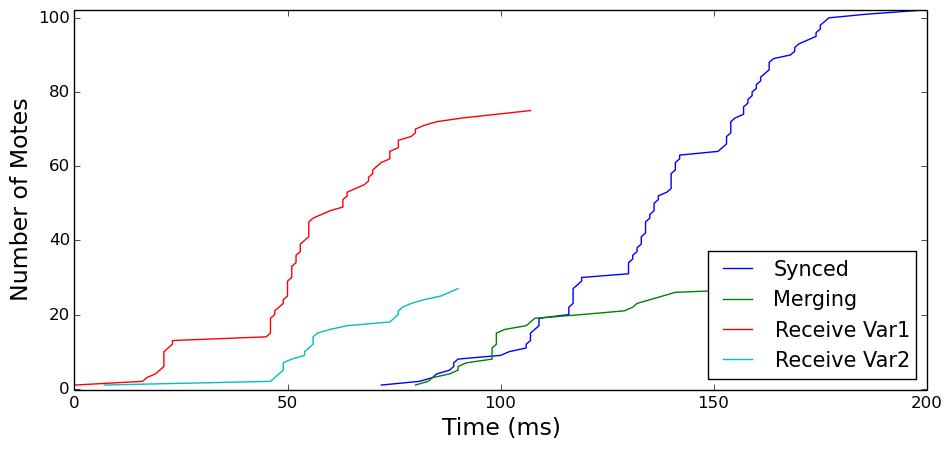 100
80
60
40
20
0
Number of Motes
0 50 100 150 200
Time (ms)
Synced
Merging
Receive Var1
Receive Var2